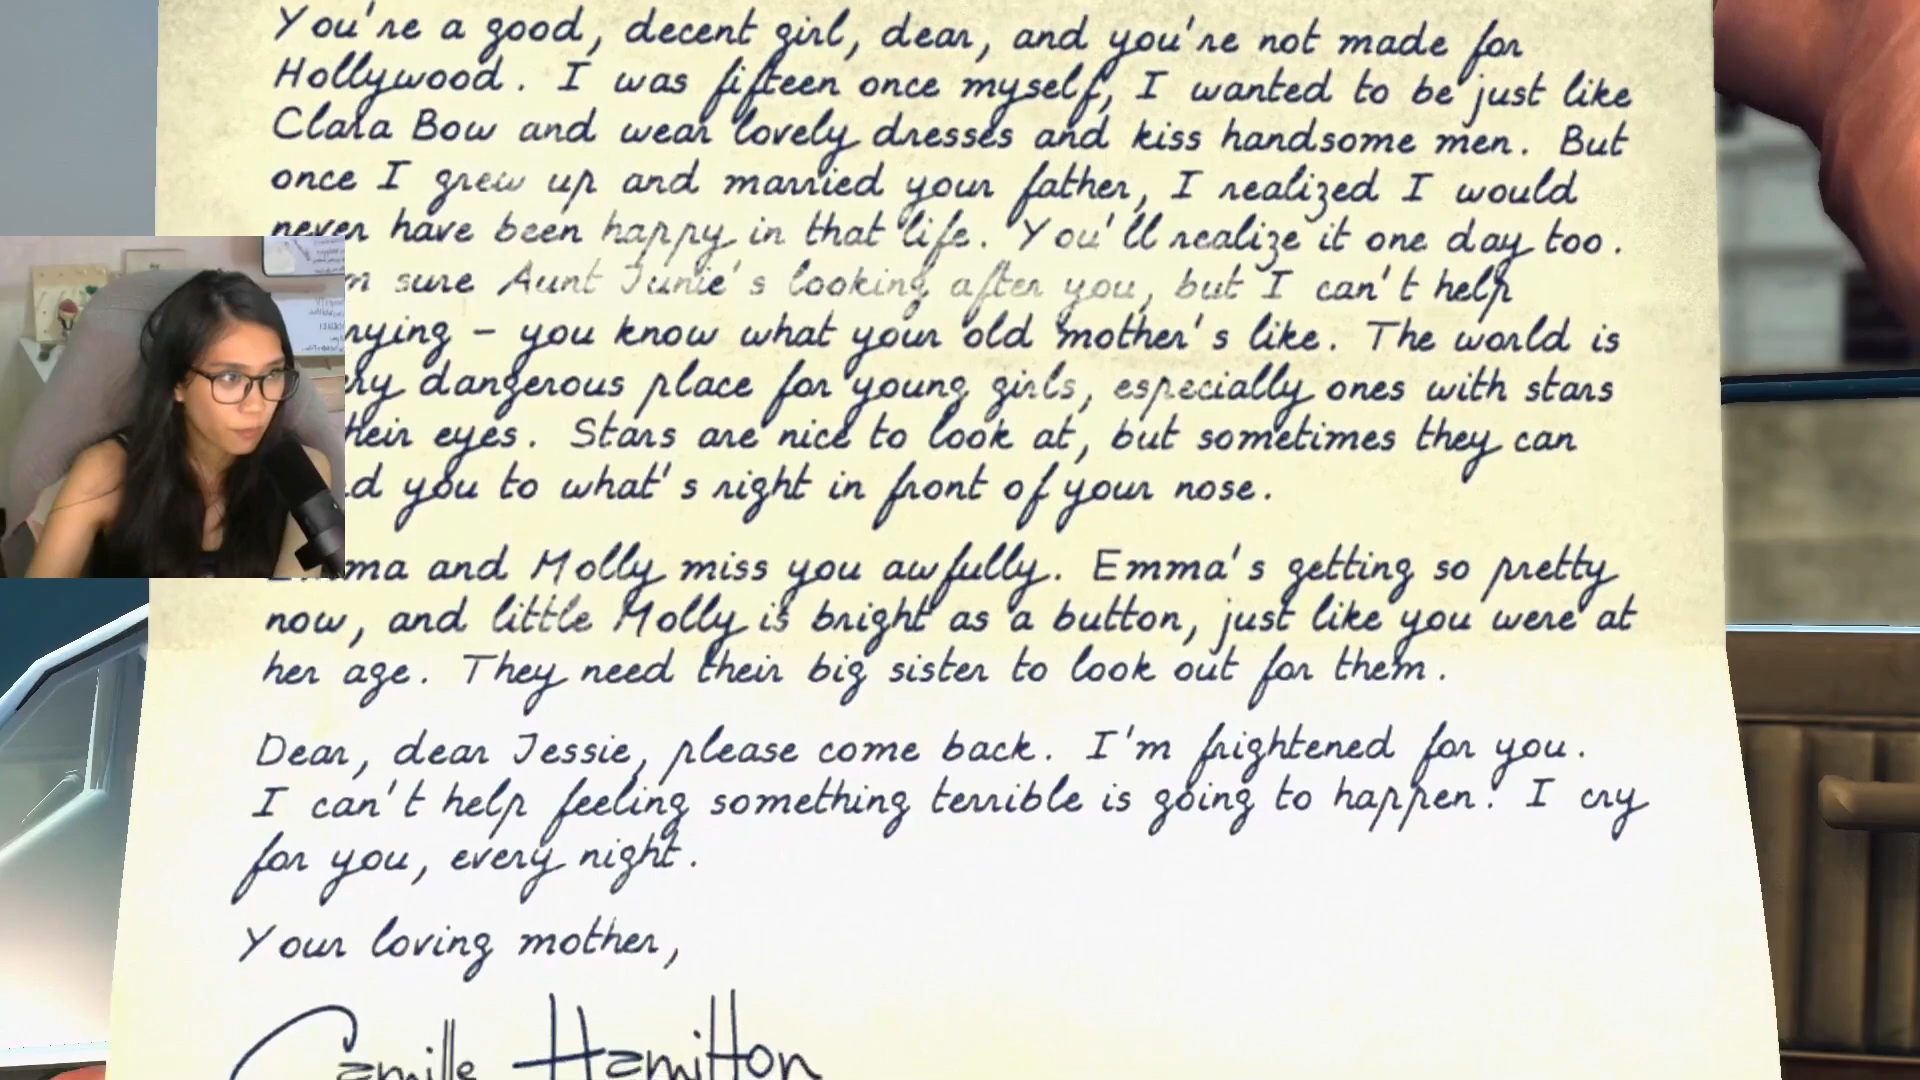 You're a good, decent girl, dear, and you're not made for
Hollywood. I was fifteen once myself, I wanted to be just like
Clara Bow and wear lovely dresses and kiss handsome men. But
once I grew up and married your father, I realized I would
never have been happy in that life. You'll realize it one day too.
sure Aunt Junie's looking after you, but I can't help
rying – you know what your old mother's like. The world is
ry dangerous place for young girls, especially ones with stars
their eyes. Stars are nice to look at, but sometimes they can
d you to what's right in front of your nose.
Emma and Molly miss you awfully. Emma's getting so pretty
now, and little Molly is bright as a button, just like you were at
her age. They need their big sister to look out for them.
Dear, dear Jessie, please come back. I'm frightened for you.
I can't help feeling something terrible is going to happen. I cry
for you, every night.
Your loving mother,
Camille Hamilton